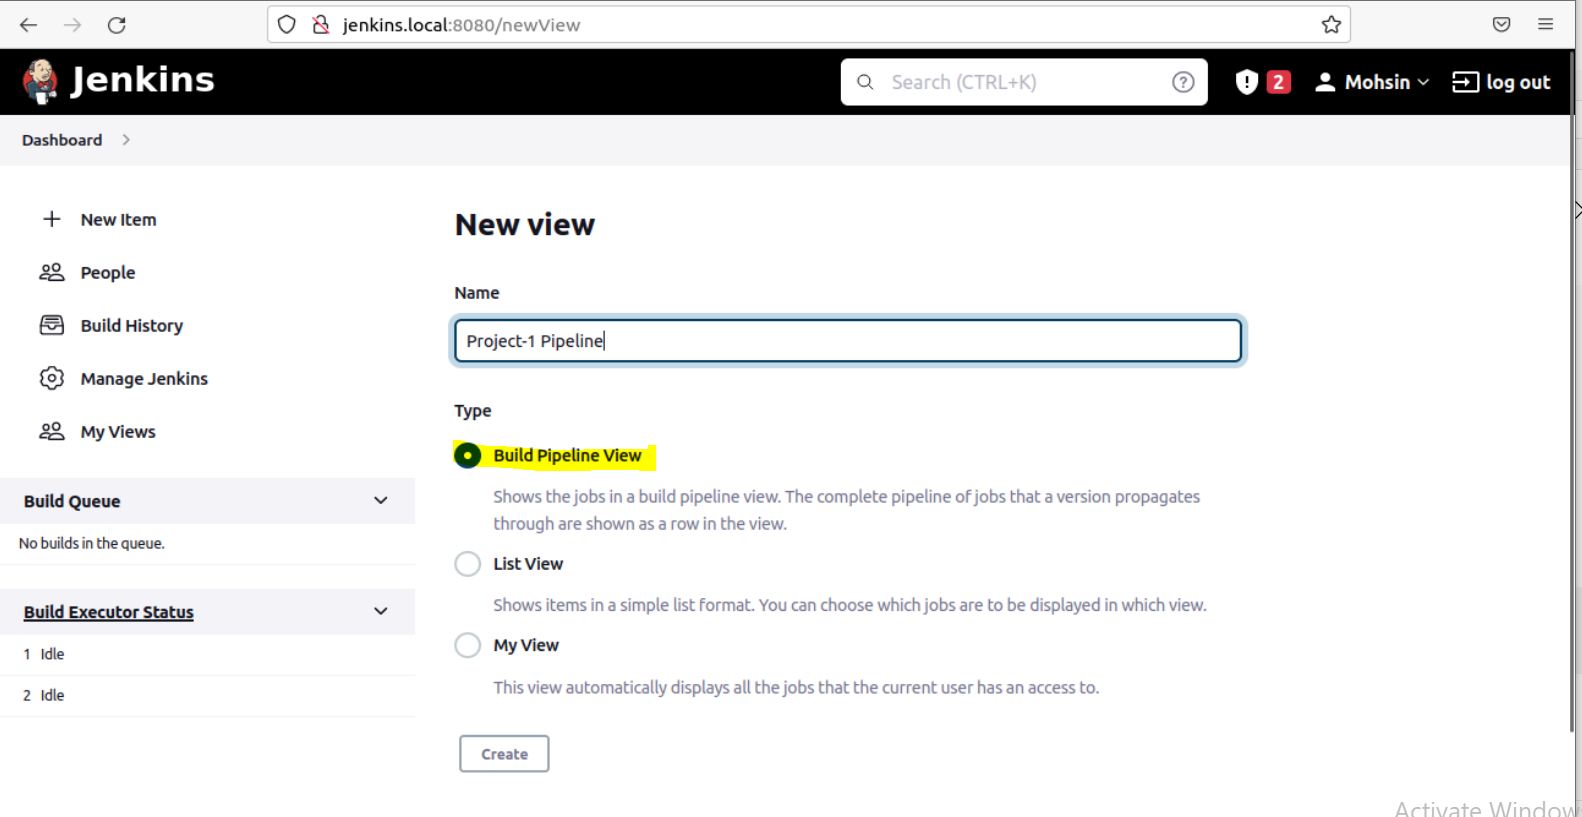 jenkins.local:8080/newView
Jenkins
Search (CTRL+K)
2
Mohsin
log out
Dashboard
New Item
People
Build History
Manage Jenkins
My Views
Build Queue
No builds in the queue.
Build Executor Status
1 Idle
2 Idle
New view
Name
Project-1 Pipeline
Type
Build Pipeline View
Shows the jobs in a build pipeline view. The complete pipeline of jobs that a version propagates
through are shown as a row in the view.
List View
Shows items in a simple list format. You can choose which jobs are to be displayed in which view.
My View
This view automatically displays all the jobs that the current user has an access to.
Create
Activate Window